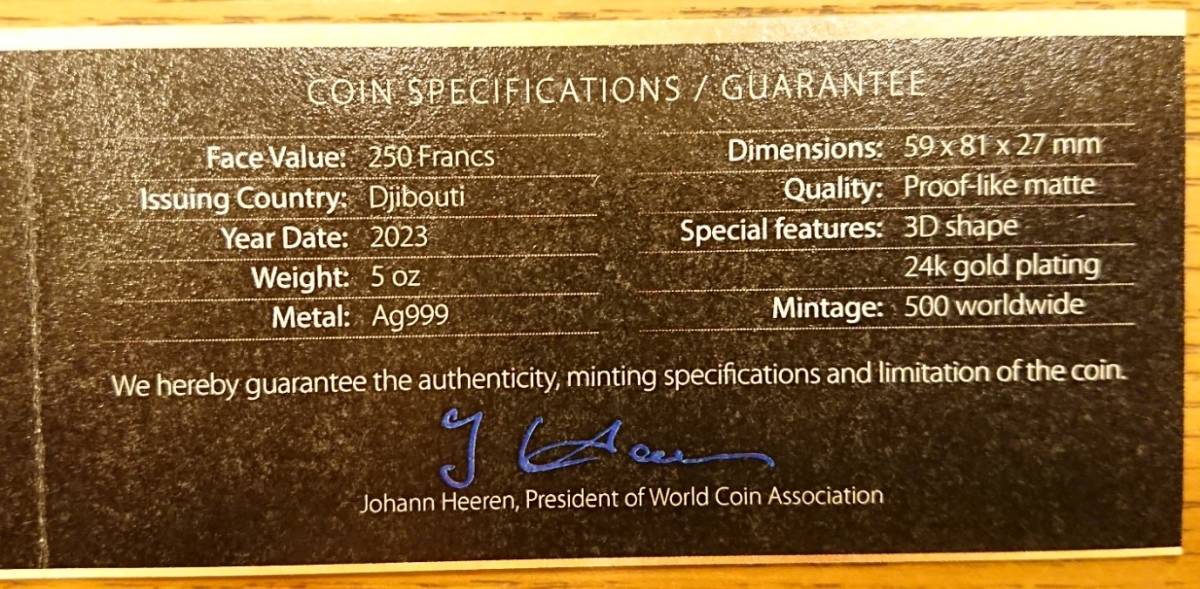 COIN SPECIFICATIONS / GUARANTEE
Face Value: 250 Francs
Issuing Country: Djibouti
Year Date: 2023
Weight: 5 oz
Metal: Ag999
Dimensions: 59 x 81 x 27 mm
Quality: Proof-like matte
Special features: 3D shape
24k gold plating
Mintage: 500 worldwide
We hereby guarantee the authenticity, minting specifications and limitation of the coin.
Johann Heeren, President of World Coin Association